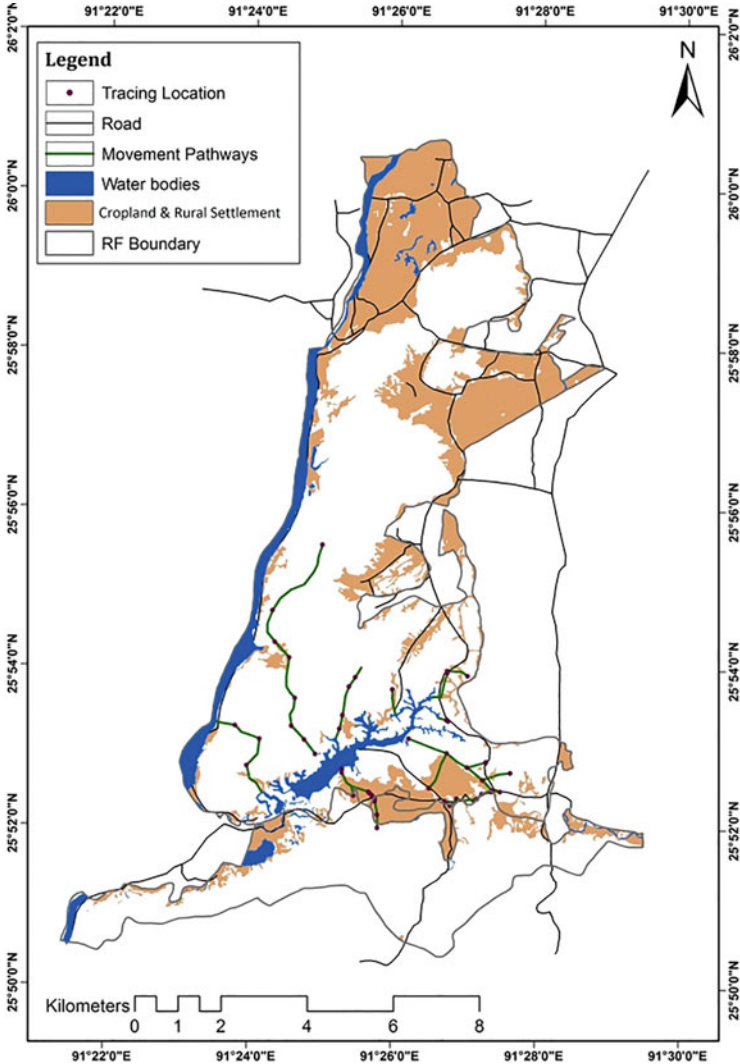 91°22'0"E 91°24'0"E 91°26'0"E 91°28'0"E 91°30'0"E
26°2'0"N 26°2'0"N
Legend
Tracing Location
Road
Movement Pathways
Water bodies
Cropland & Rural Settlement
RF Boundary
N
26°0'0"N 26°0'0"N
25°58'0"N 25°58'0"N
25°56'0"N 25°56'0"N
25°54'0"N 25°54'0"N
25°52'0"N 25°52'0"N
25°50'0"N 25°50'0"N
Kilometers
0 1 2 4 6 8
91°22'0"E 91°24'0"E 91°26'0"E 91°28'0"E 91°30'0"E